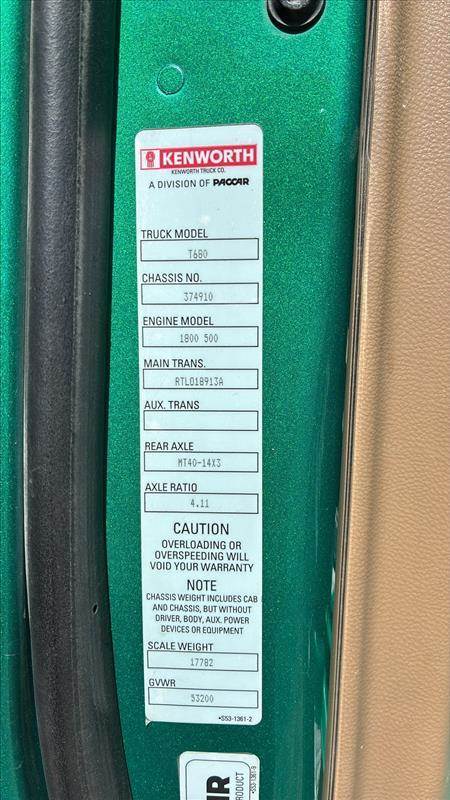 KENWORTH
KENWORTH TRUCK CO.
A DIVISION OF PACCAR
TRUCK MODEL
T680
CHASSIS NO.
374910
ENGINE MODEL
1800 500
MAIN TRANS.
RTLO18913A
AUX. TRANS
REAR AXLE
MT40-14X3
AXLE RATIO
4.11
CAUTION
OVERLOADING OR
OVERSPEEDING WILL
VOID YOUR WARRANTY
NOTE
CHASSIS WEIGHT INCLUDES CAB
AND CHASSIS, BUT WITHOUT
DRIVER, BODY, AUX. POWER
DEVICES OR EQUIPMENT
SCALE WEIGHT
17782
GVWR
53200
•S53-1361-2
PRODUCT